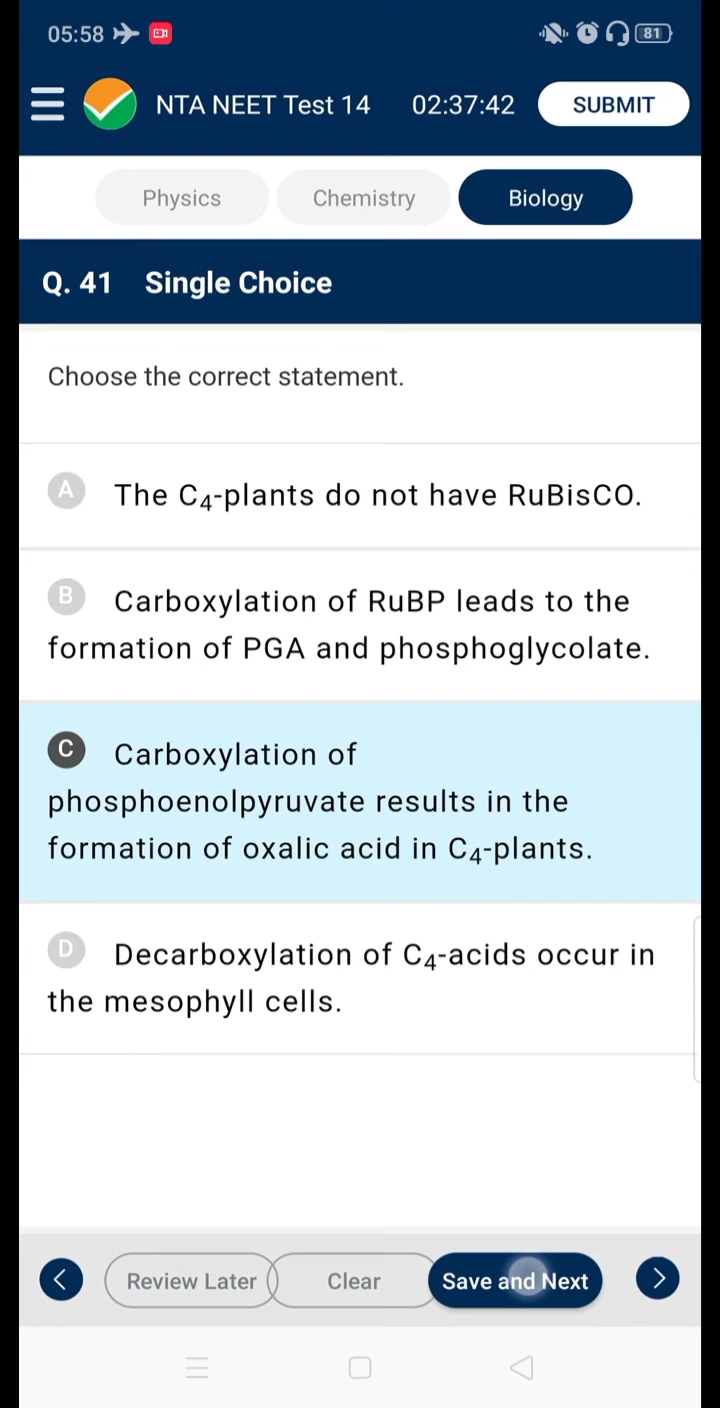 05:58
81
NTA NEET Test 14 02:37:42 SUBMIT
Physics Chemistry Biology
Q. 41 Single Choice
Choose the correct statement.
A The C₄-plants do not have RuBisCO.
B Carboxylation of RuBP leads to the
formation of PGA and phosphoglycolate.
C Carboxylation of
phosphoenolpyruvate results in the
formation of oxalic acid in C₄-plants.
D Decarboxylation of C₄-acids occur in
the mesophyll cells.
Review Later Clear Save and Next